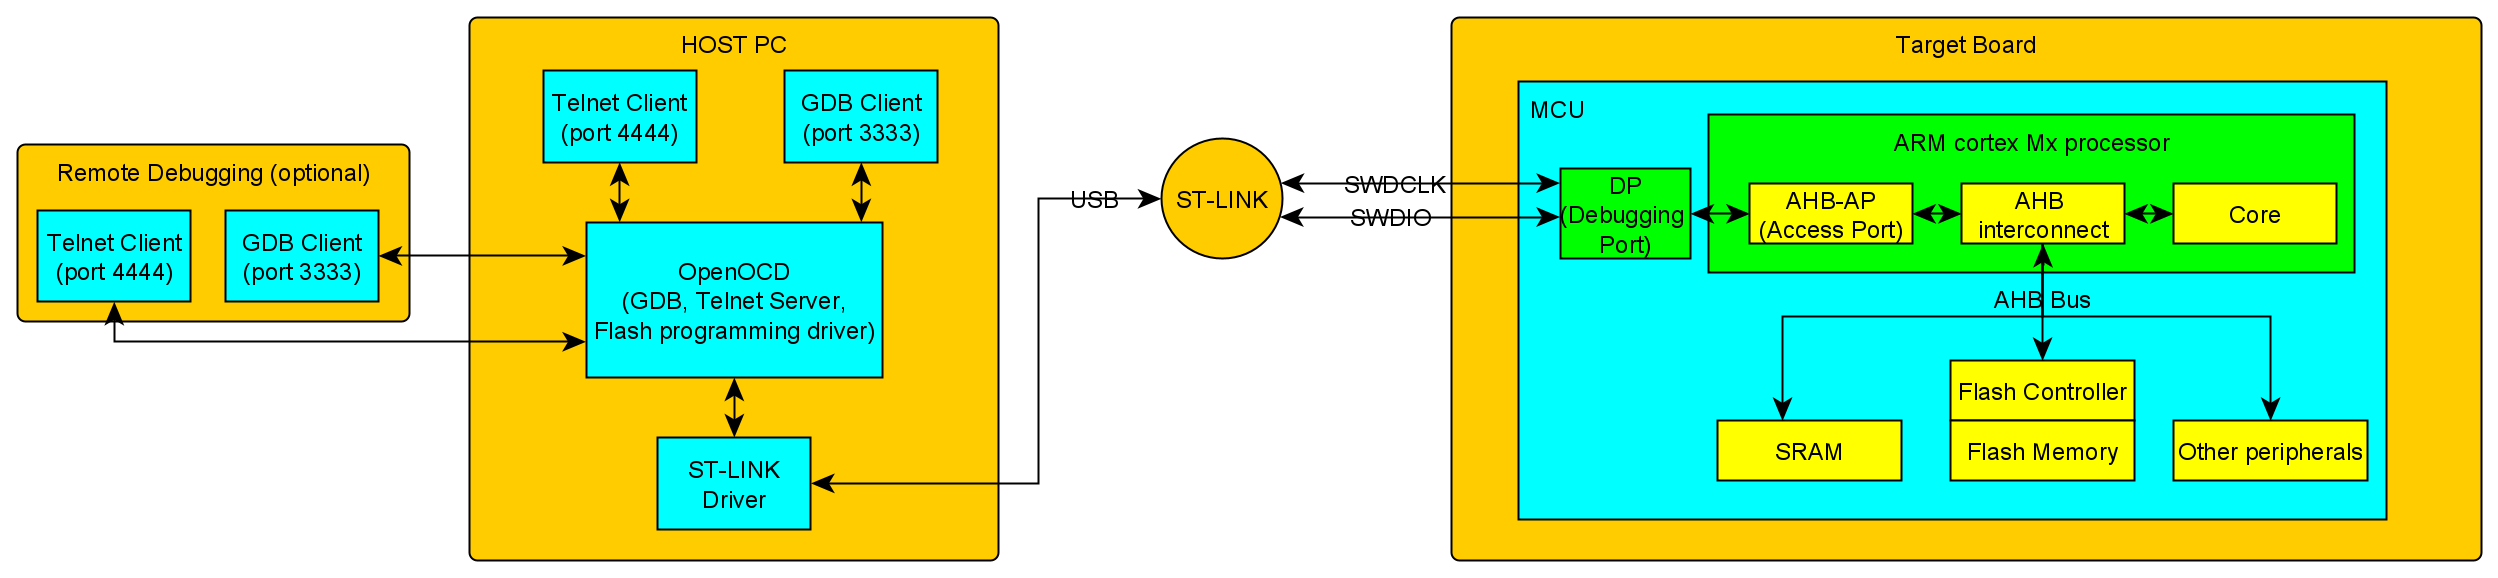 Remote Debugging (optional)
Telnet Client
(port 4444)
GDB Client
(port 3333)
HOST PC
Telnet Client
(port 4444)
GDB Client
(port 3333)
OpenOCD
(GDB, Telnet Server,
Flash programming driver)
ST-LINK
Driver
USB
ST-LINK
SWDCLK
SWDIO
Target Board
MCU
DP
(Debugging
Port)
ARM cortex Mx processor
AHB-AP
(Access Port)
AHB
interconnect
Core
AHB Bus
SRAM
Flash Controller
Flash Memory
Other peripherals